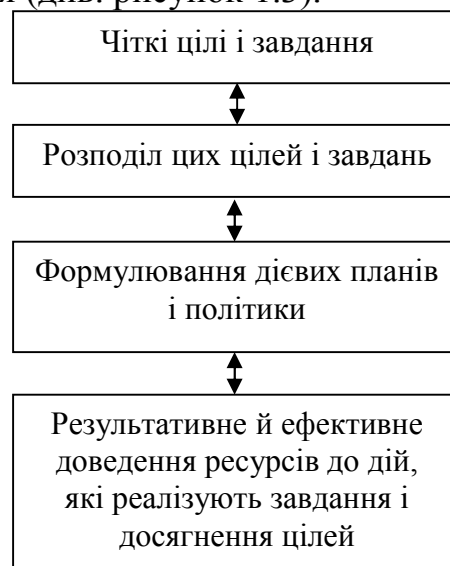 (див. рисунок 1.3).
Чіткі цілі і завдання
Розподіл цих цілей і завдань
Формулювання дієвих планів
і політики
Результативне й ефективне
доведення ресурсів до дій,
які реалізують завдання і
досягнення цілей